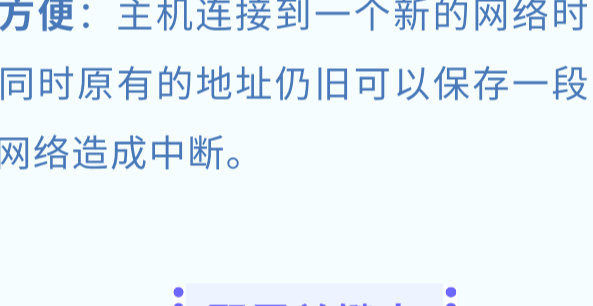 方便：主机连接到一个新的网络时
同时原有的地址仍旧可以保存一段
网络造成中断。